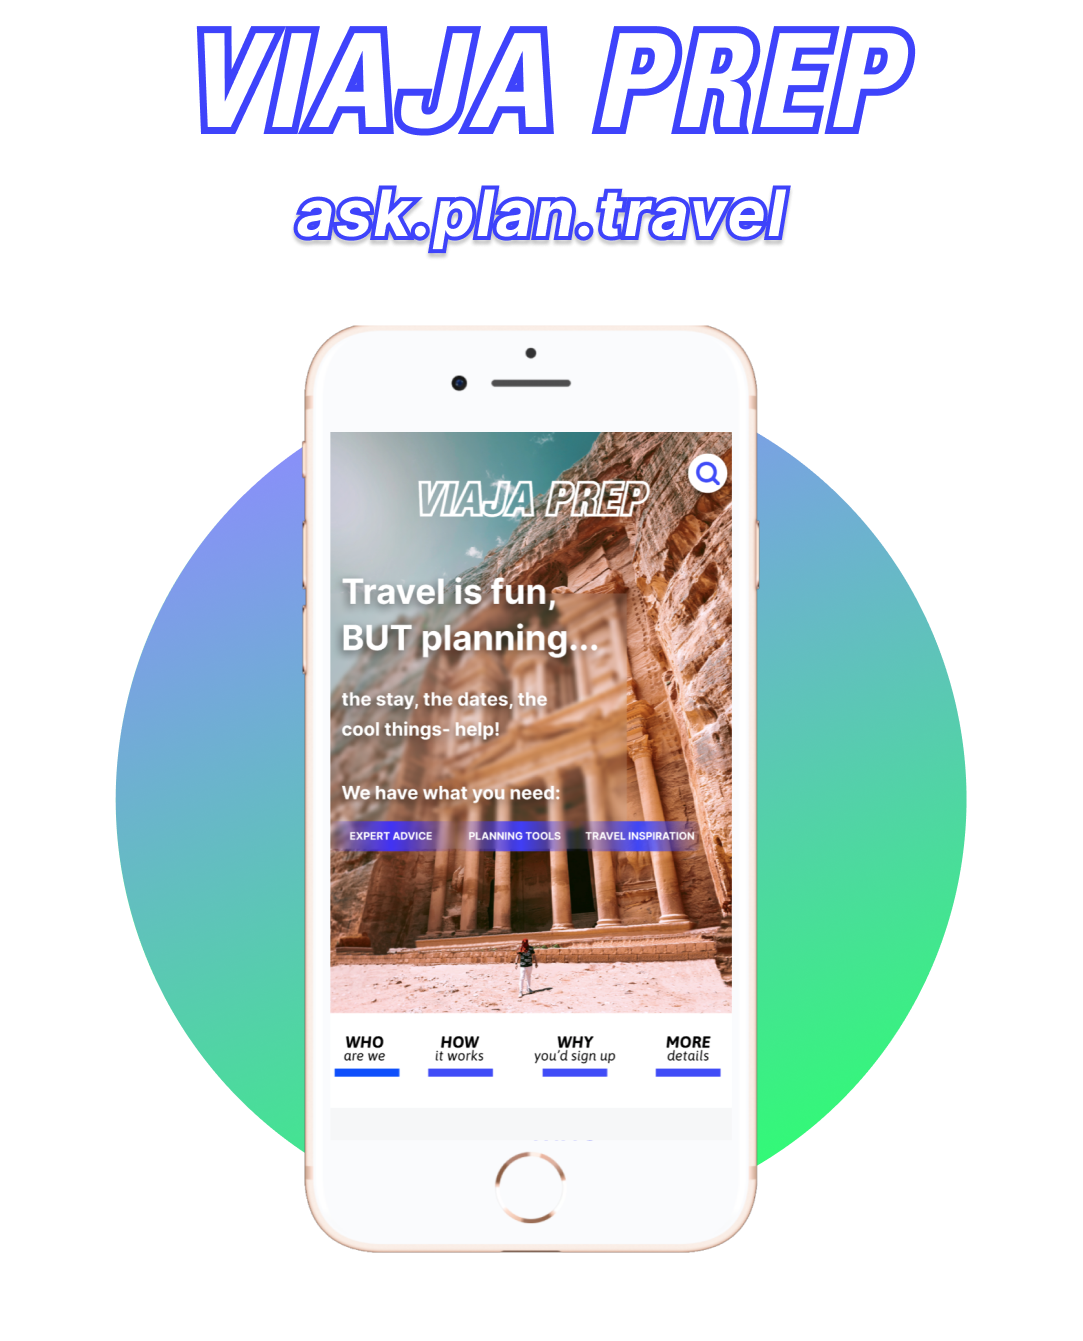 VIAJA PREP
ask.plan.travel
VIAJA PREP
Travel is fun,
BUT planning...
the stay, the dates, the
cool things- help!
We have what you need:
EXPERT ADVICE PLANNING TOOLS TRAVEL INSPIRATION
WHO HOW WHY MORE
are we it works you'd sign up details